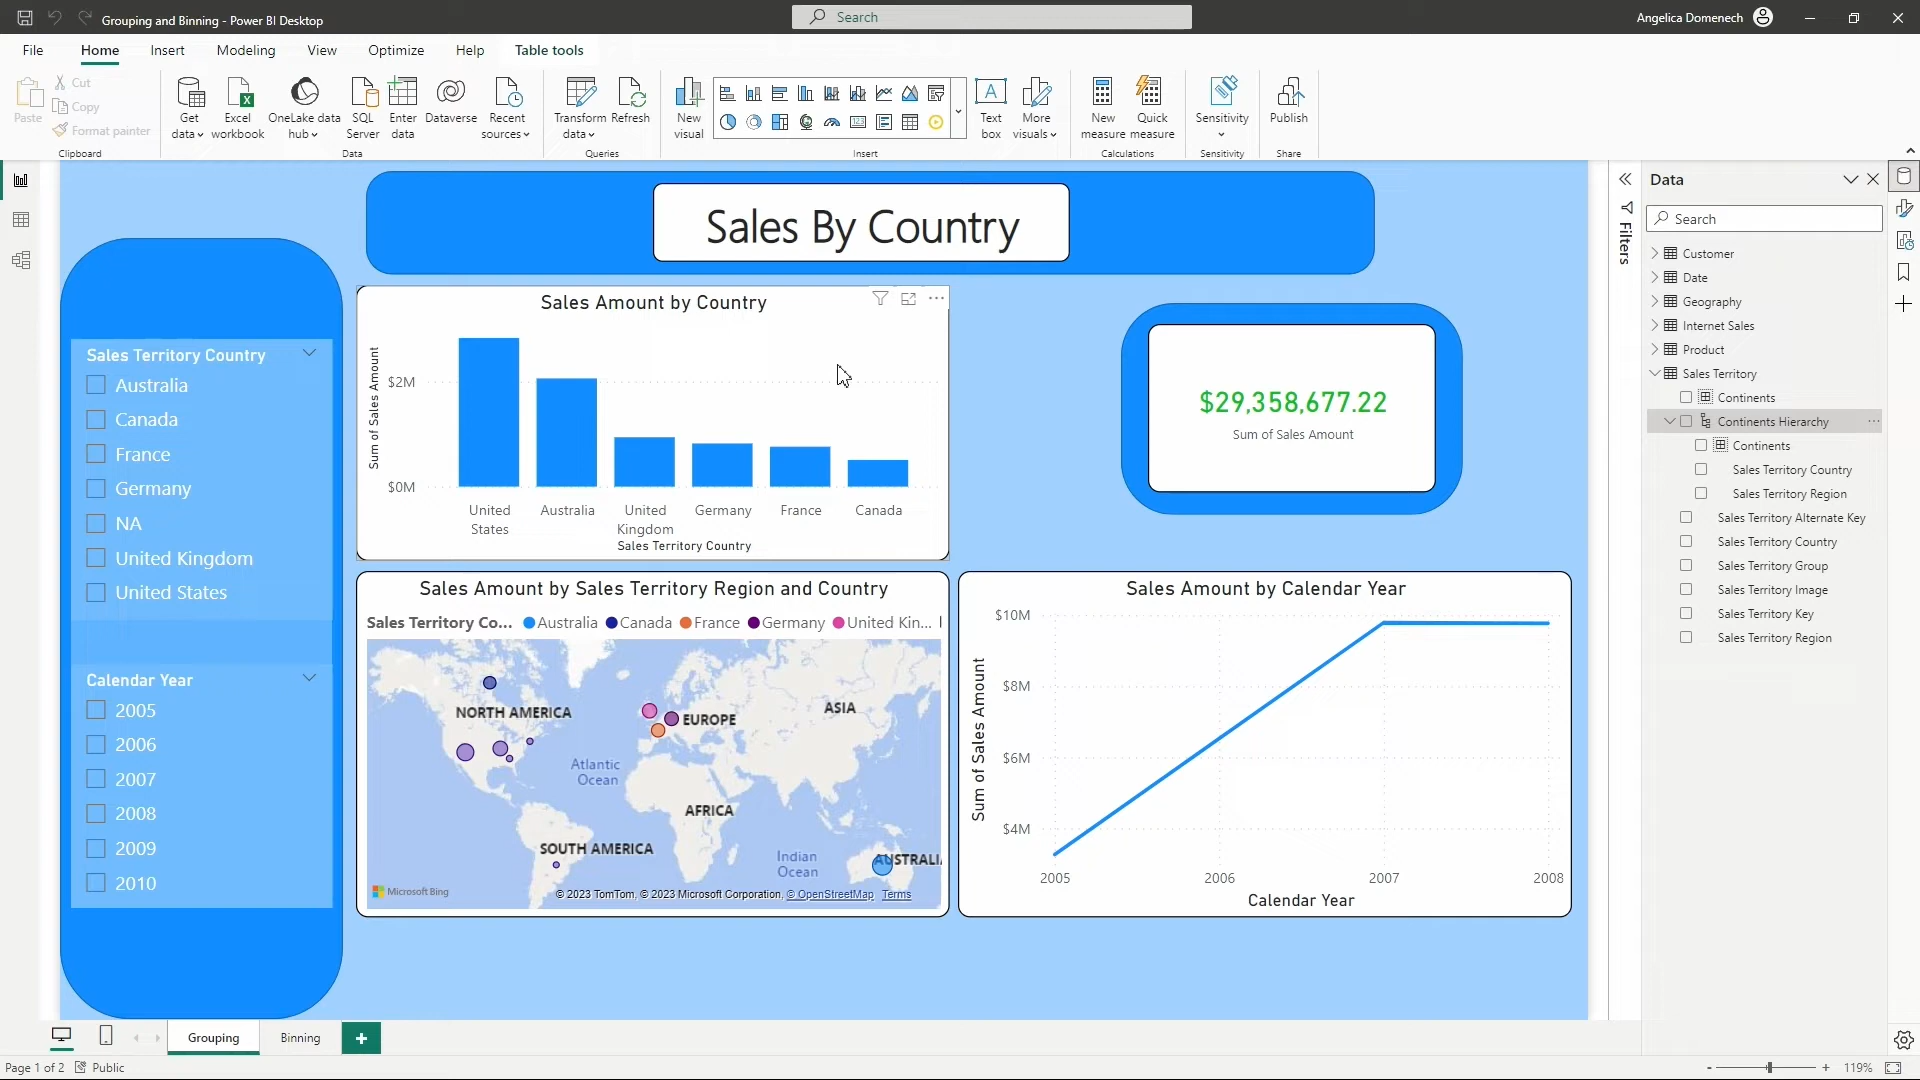 Grouping and Binning - Power BI Desktop
Search
Angelica Domenech
File
Home
Insert
Modeling
View
Optimize
Help
Table tools
Paste
Cut
Copy
Format painter
Clipboard
Get
data
Excel
workbook
OneLake data
hub
SQL
Server
Enter
data
Dataverse
Recent
sources
Data
Transform
data
Refresh
Queries
New
visual
Text
box
More
visuals
Insert
New
measure
Quick
measure
Calculations
Sensitivity
Sensitivity
Publish
Share
Sales By Country
Sales Territory Country
Australia
Canada
France
Germany
NA
United Kingdom
United States
Calendar Year
2005
2006
2007
2008
2009
2010
Sales Amount by Country
Sum of Sales Amount
$2M
$0M
United
States
Australia
United
Kingdom
Germany
France
Canada
Sales Territory Country
$29,358,677.22
Sum of Sales Amount
Sales Amount by Sales Territory Region and Country
Sales Territory Co... Australia Canada France Germany United Kin...
NORTH AMERICA
EUROPE
ASIA
Atlantic
Ocean
AFRICA
SOUTH AMERICA
Indian
Ocean
AUSTRALI
Microsoft Bing
© 2023 TomTom, © 2023 Microsoft Corporation, © OpenStreetMap Terms
Sales Amount by Calendar Year
Sum of Sales Amount
$10M
$8M
$6M
$4M
2005
2006
2007
2008
Calendar Year
Filters
Data
Search
Customer
Date
Geography
Internet Sales
Product
Sales Territory
Continents
Continents Hierarchy
Continents
Sales Territory Country
Sales Territory Region
Sales Territory Alternate Key
Sales Territory Country
Sales Territory Group
Sales Territory Image
Sales Territory Key
Sales Territory Region
Grouping
Binning
Page 1 of 2
Public
119%